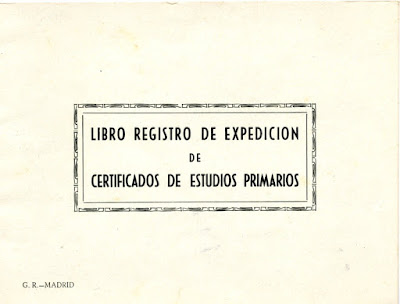 LIBRO REGISTRO DE EXPEDICION
DE
CERTIFICADOS DE ESTUDIOS PRIMARIOS
G. R.—MADRID